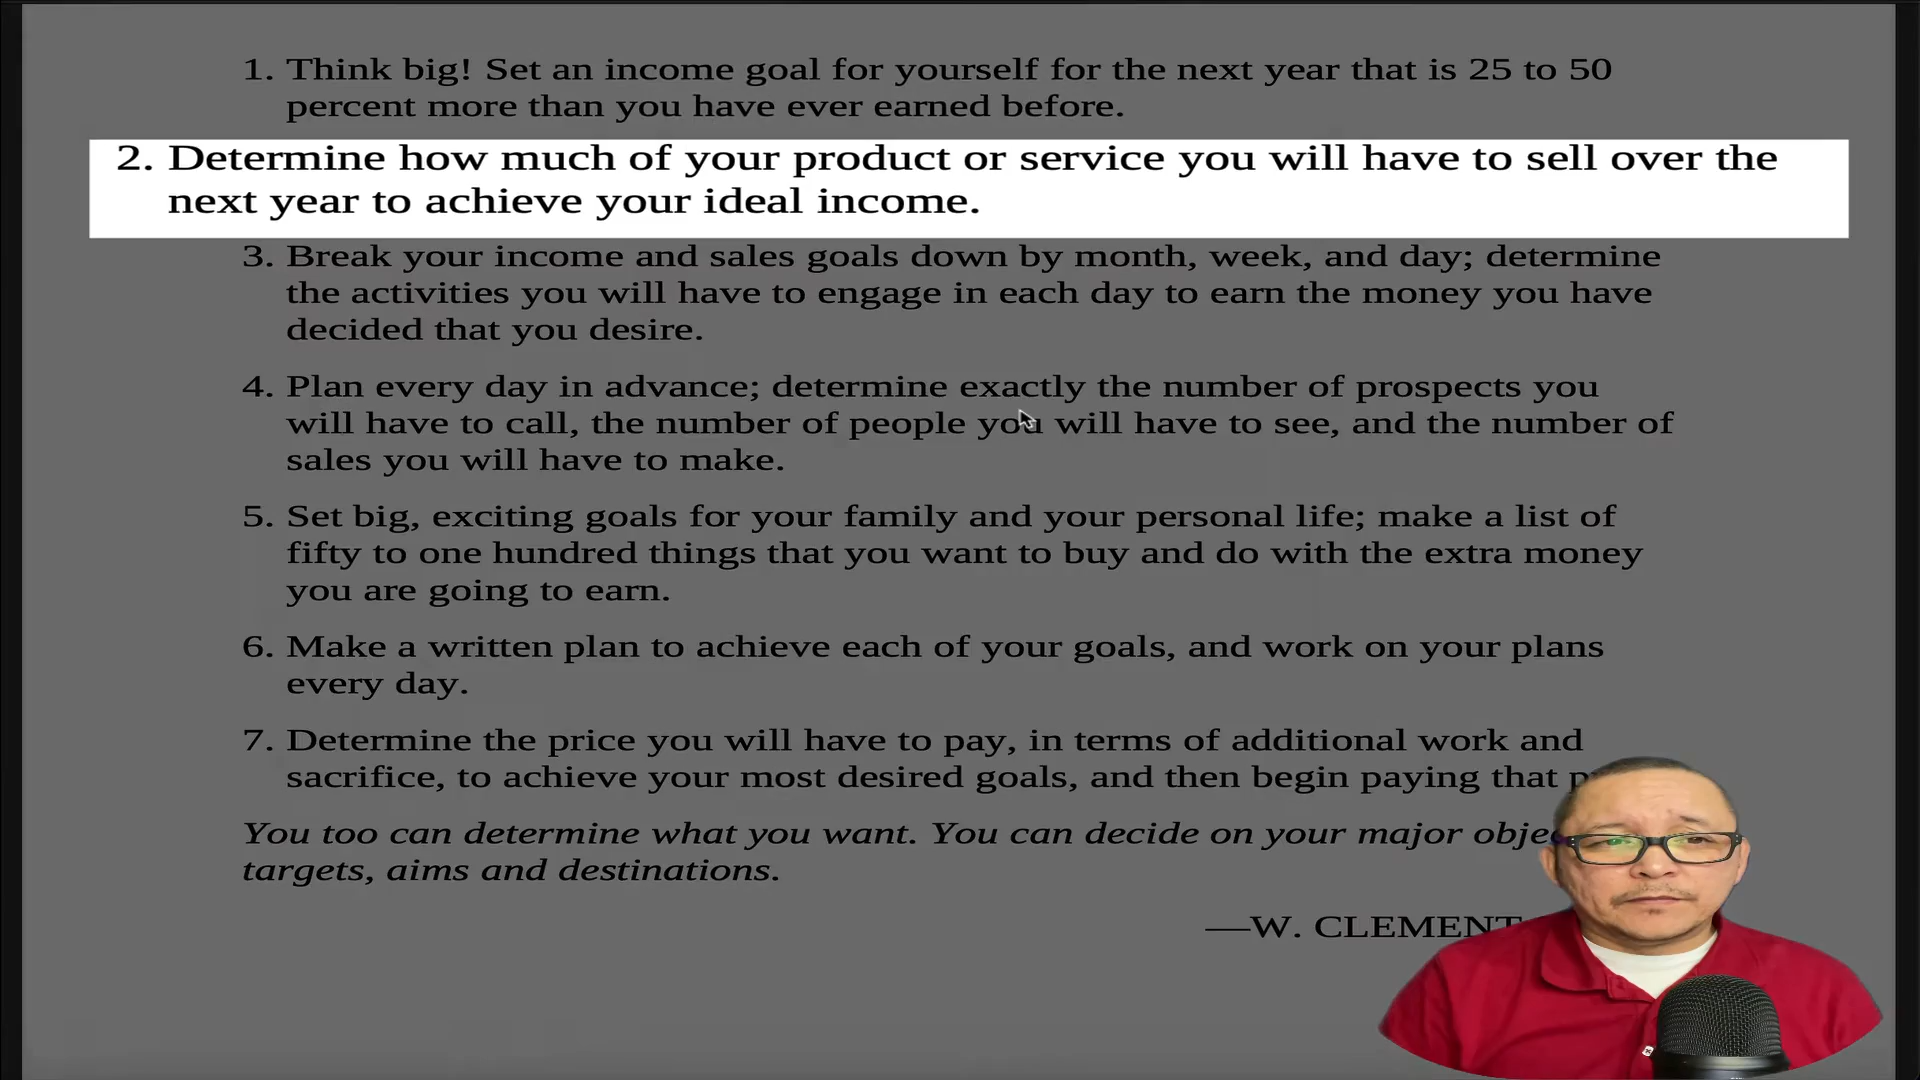 1. Think big! Set an income goal for yourself for the next year that is 25 to 50
percent more than you have ever earned before.
2. Determine how much of your product or service you will have to sell over the
next year to achieve your ideal income.
3. Break your income and sales goals down by month, week, and day; determine
the activities you will have to engage in each day to earn the money you have
decided that you desire.
4. Plan every day in advance; determine exactly the number of prospects you
will have to call, the number of people you will have to see, and the number of
sales you will have to make.
5. Set big, exciting goals for your family and your personal life; make a list of
fifty to one hundred things that you want to buy and do with the extra money
you are going to earn.
6. Make a written plan to achieve each of your goals, and work on your plans
every day.
7. Determine the price you will have to pay, in terms of additional work and
sacrifice, to achieve your most desired goals, and then begin paying that
You too can determine what you want. You can decide on your major
targets, aims and destinations.
—W. CLEMENT